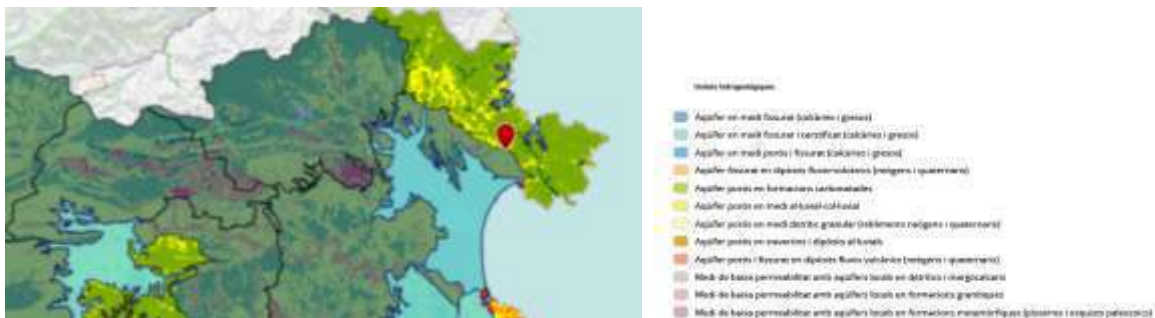 Unitats hidrogeològiques
Aqüífer en medi fissurat (calcàries i gresos)
Aqüífer en medi fissurat i carstificat (calcàries i gresos)
Aqüífer en medi porós i fissurat (calcàries i gresos)
Aqüífer fissurat en dipòsits fluvio-volcànics (neògens i quaternaris)
Aqüífer porós en formacions carbonatades
Aqüífer porós en medi al·luvial-col·luvial
Aqüífer porós en medi detrític granular (rebliments neògens i quaternaris)
Aqüífer porós en travertins i dipòsits al·luvials
Aqüífer porós i fissurat en dipòsits fluvio volcànics (neògens i quaternaris)
Medi de baixa permeabilitat amb aqüífers locals en detrítics i margocalcaris
Medi de baixa permeabilitat amb aqüífers locals en formacions granítiques
Medi de baixa permeabilitat amb aqüífers locals en formacions metamòrfiques (pissarres i esquists paleozoics)